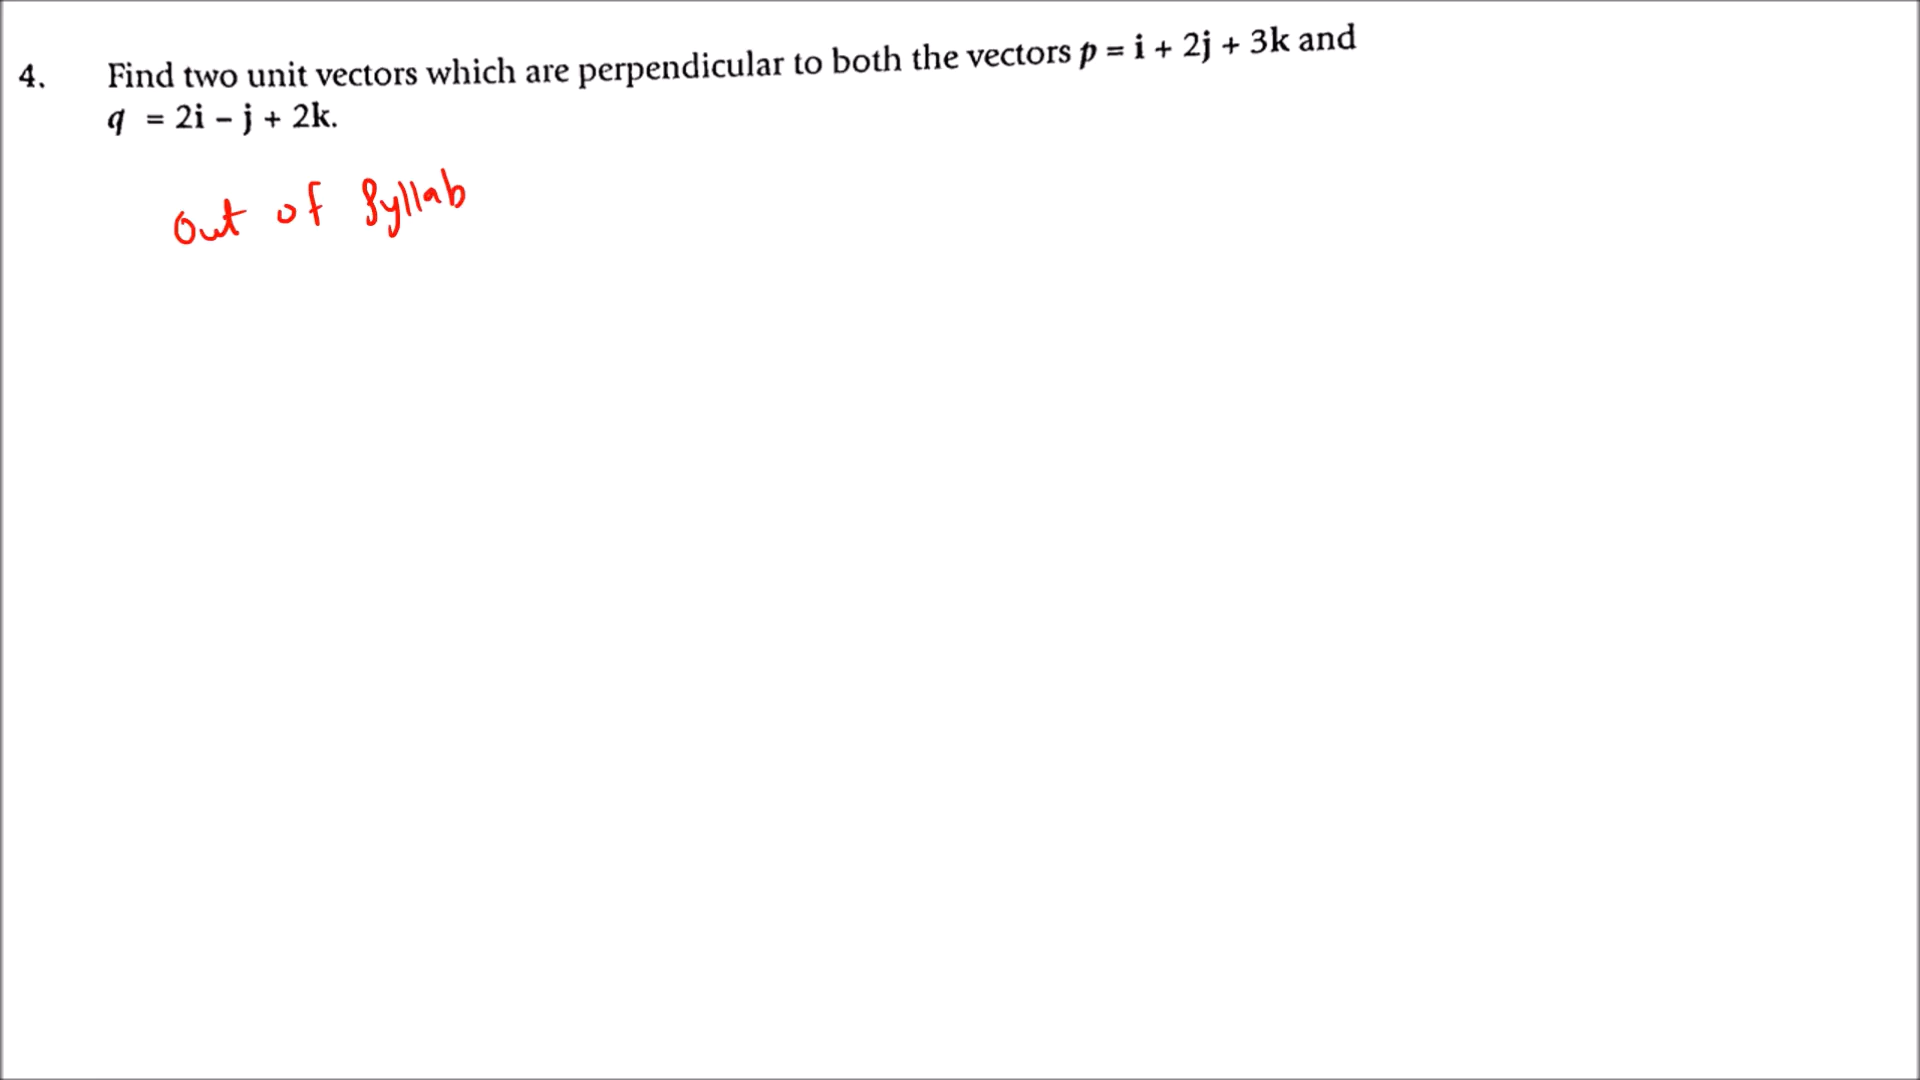 4. Find two unit vectors which are perpendicular to both the vectors p = i + 2j + 3k and
q = 2i – j + 2k.
Out of Syllab